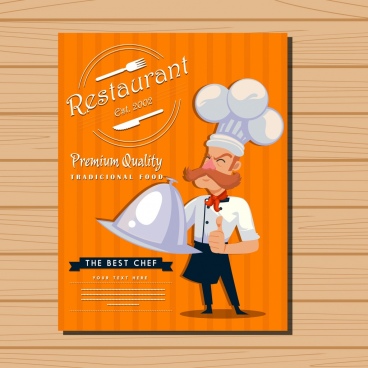 Restaurant
Est. 2002
Premium Quality
TRADICIONAL FOOD
THE BEST CHEF
YOUR TEXT HERE